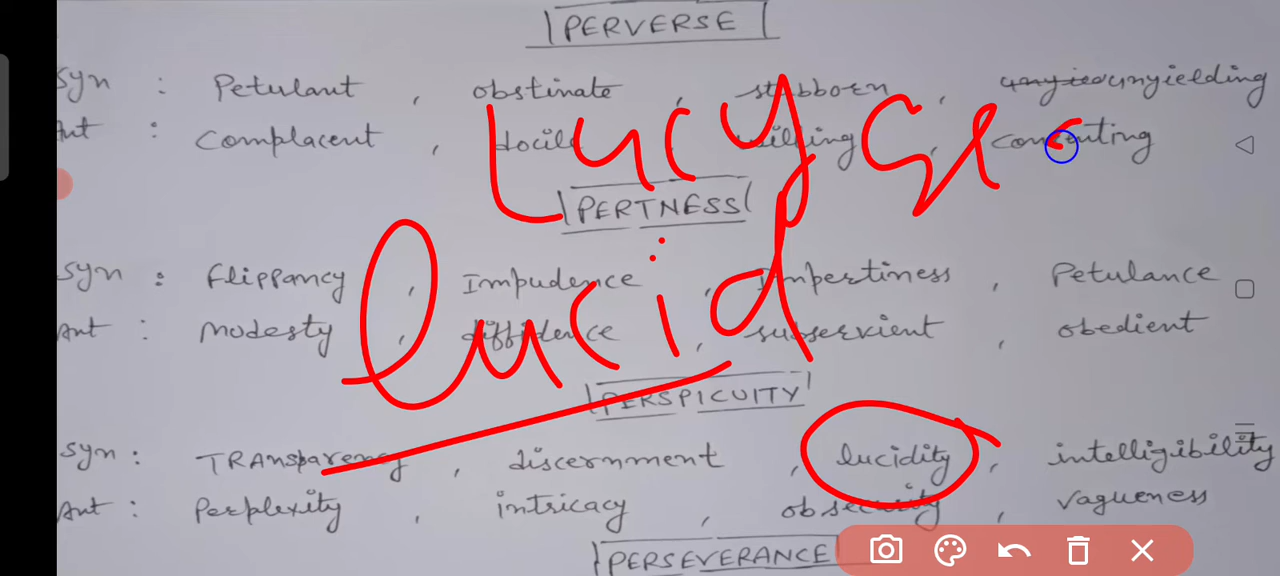 PERVERSE
Syn : Petulant , obstinate , stubborn , unyielding
Ant : Complacent , docile , willing , consenting
Lucy
PERTNESS
Syn : Flippancy , Impudence , Impertiness , Petulance
Ant : Modesty , diffidence , subservient , obedient
lucid
PERSPICUITY
Syn : TRANsparency , discernment , lucidity , intelligibility
Ant : Perplexity , intricacy , obscurity , vagueness
PERSEVERANCE